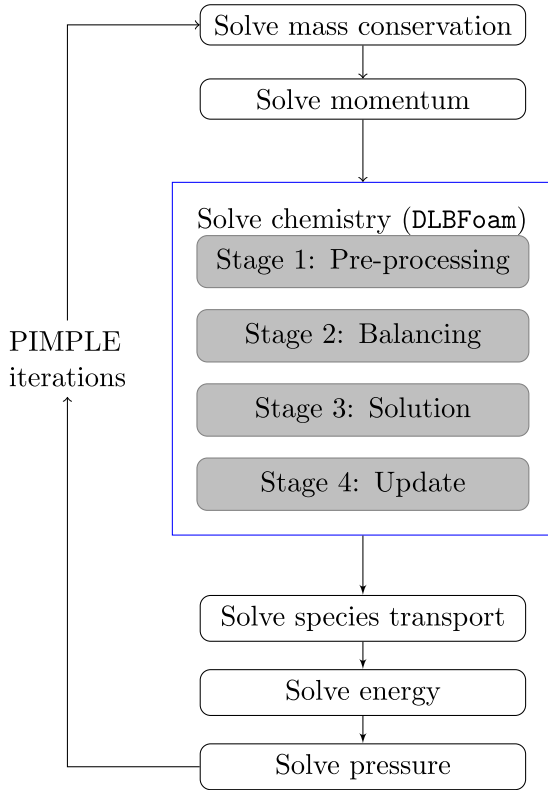 Solve mass conservation
Solve momentum
Solve chemistry (DLBFoam)
Stage 1: Pre-processing
Stage 2: Balancing
Stage 3: Solution
Stage 4: Update
PIMPLE
iterations
Solve species transport
Solve energy
Solve pressure